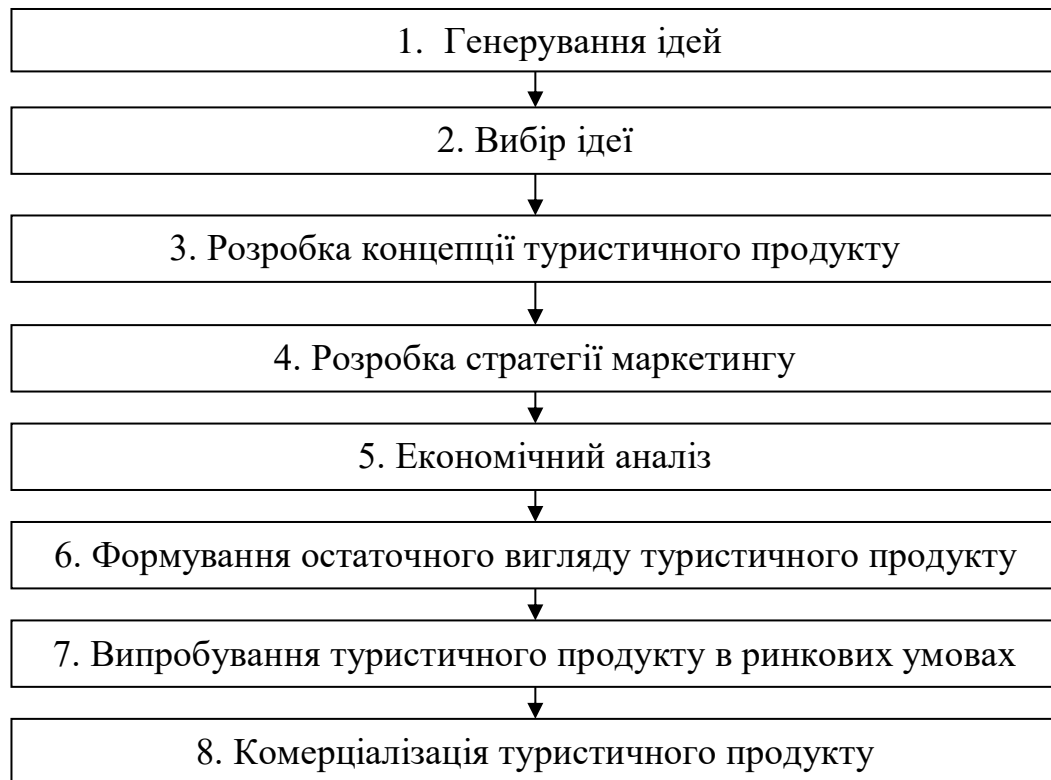 1. Генерування ідей
2. Вибір ідеї
3. Розробка концепції туристичного продукту
4. Розробка стратегії маркетингу
5. Економічний аналіз
6. Формування остаточного вигляду туристичного продукту
7. Випробування туристичного продукту в ринкових умовах
8. Комерціалізація туристичного продукту